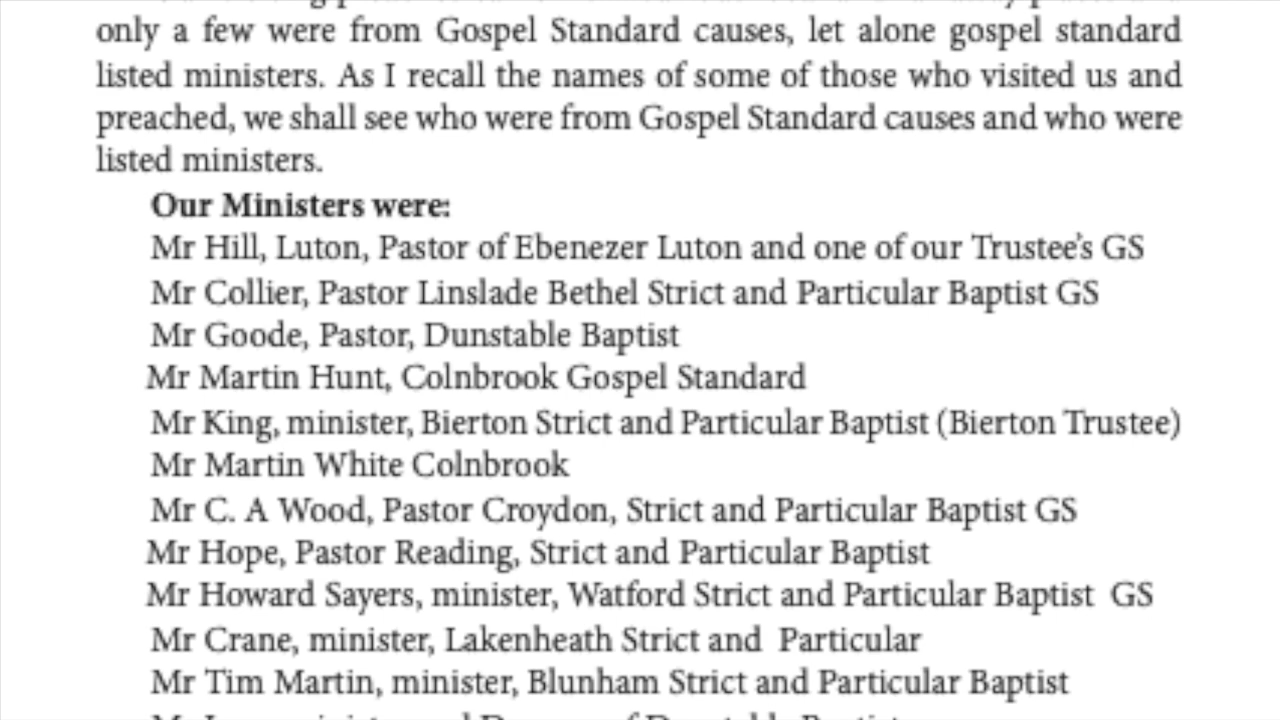 only a few were from Gospel Standard causes, let alone gospel standard
listed ministers. As I recall the names of some of those who visited us and
preached, we shall see who were from Gospel Standard causes and who were
listed ministers.
Our Ministers were:
Mr Hill, Luton, Pastor of Ebenezer Luton and one of our Trustee's GS
Mr Collier, Pastor Linslade Bethel Strict and Particular Baptist GS
Mr Goode, Pastor, Dunstable Baptist
Mr Martin Hunt, Colnbrook Gospel Standard
Mr King, minister, Bierton Strict and Particular Baptist (Bierton Trustee)
Mr Martin White Colnbrook
Mr C. A Wood, Pastor Croydon, Strict and Particular Baptist GS
Mr Hope, Pastor Reading, Strict and Particular Baptist
Mr Howard Sayers, minister, Watford Strict and Particular Baptist GS
Mr Crane, minister, Lakenheath Strict and Particular
Mr Tim Martin, minister, Blunham Strict and Particular Baptist